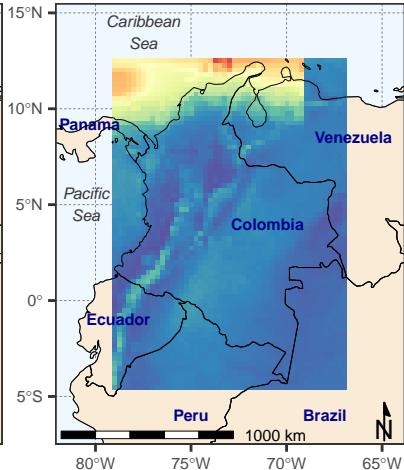 15°N
Caribbean
Sea
10°N
Panama
Venezuela
5°N
Pacific
Sea
Colombia
0°
Ecuador
5°S
Peru
Brazil
1000 km
N
80°W
75°W
70°W
65°W